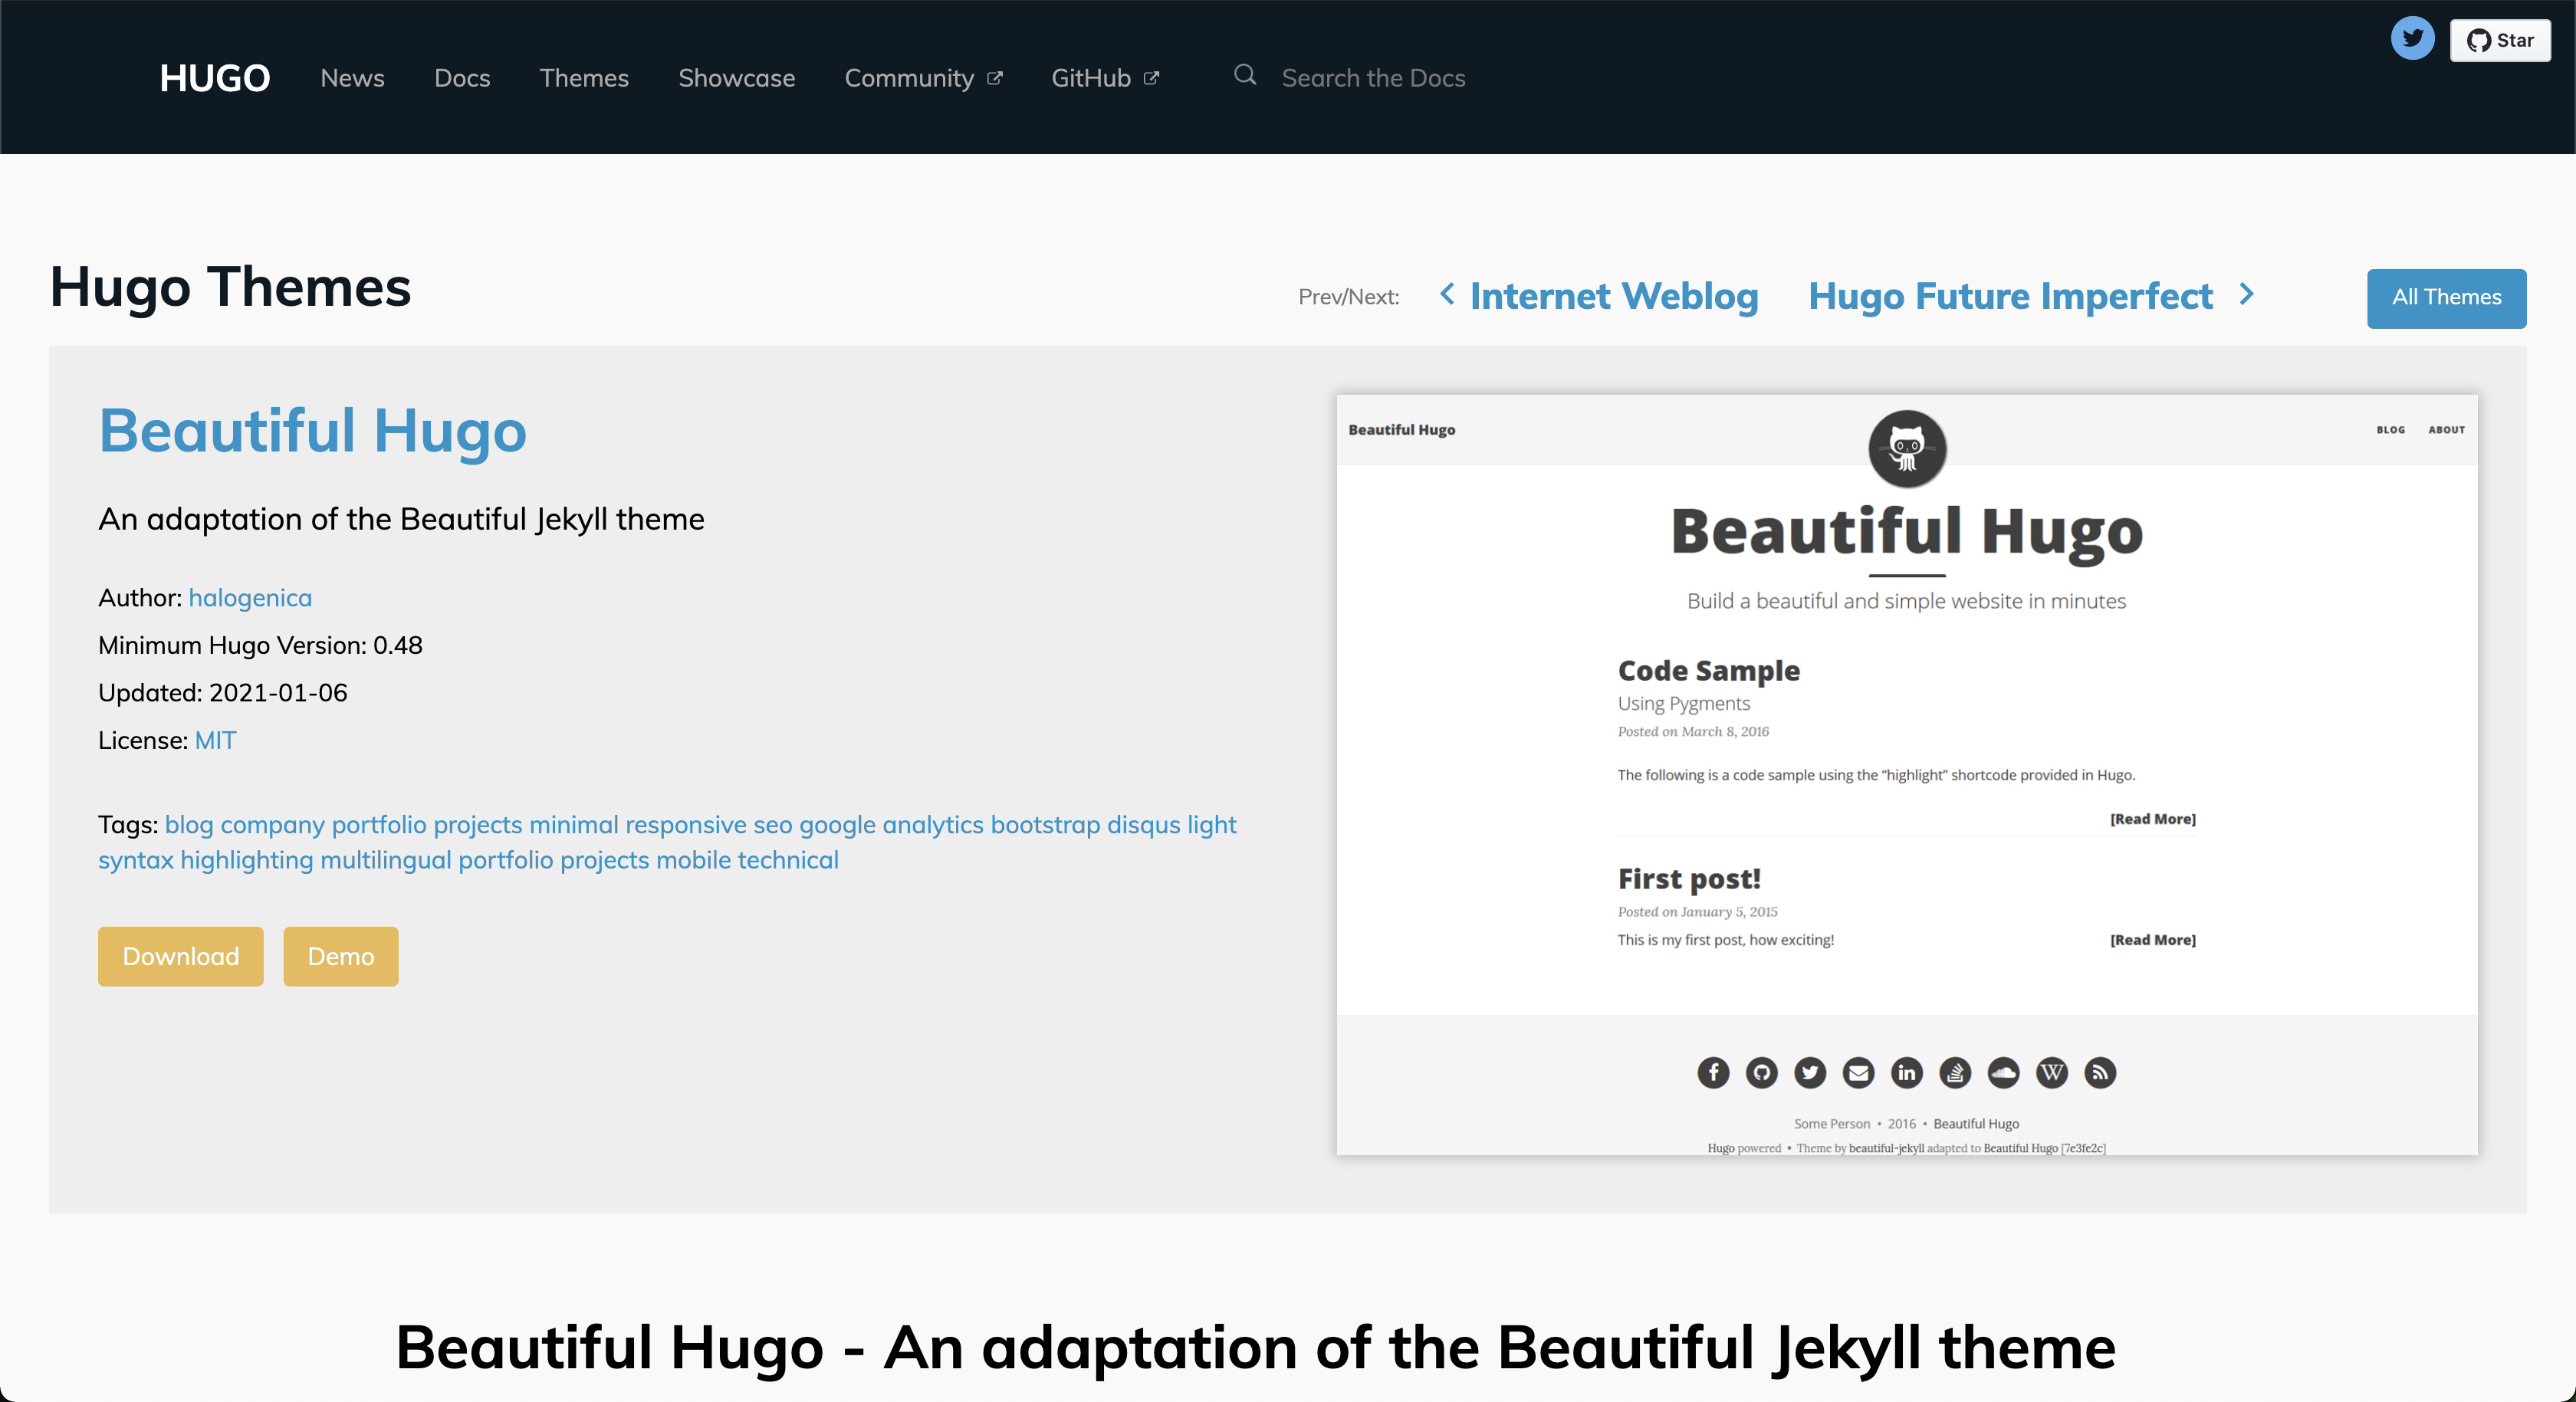 HUGO News Docs Themes Showcase Community GitHub Search the Docs
Star
Hugo Themes
Prev/Next: Internet Weblog Hugo Future Imperfect
All Themes
Beautiful Hugo
An adaptation of the Beautiful Jekyll theme
Author: halogenica
Minimum Hugo Version: 0.48
Updated: 2021-01-06
License: MIT
Tags: blog company portfolio projects minimal responsive seo google analytics bootstrap disqus light
syntax highlighting multilingual portfolio projects mobile technical
Download Demo
Beautiful Hugo
BLOG ABOUT
Beautiful Hugo
Build a beautiful and simple website in minutes
Code Sample
Using Pygments
Posted on March 8, 2016
The following is a code sample using the “highlight” shortcode provided in Hugo.
[Read More]
First post!
Posted on January 5, 2015
This is my first post, how exciting!
[Read More]
Some Person • 2016 • Beautiful Hugo
Hugo powered • Theme by beautiful-jekyll adapted to Beautiful Hugo [7e3fe2c]
Beautiful Hugo - An adaptation of the Beautiful Jekyll theme